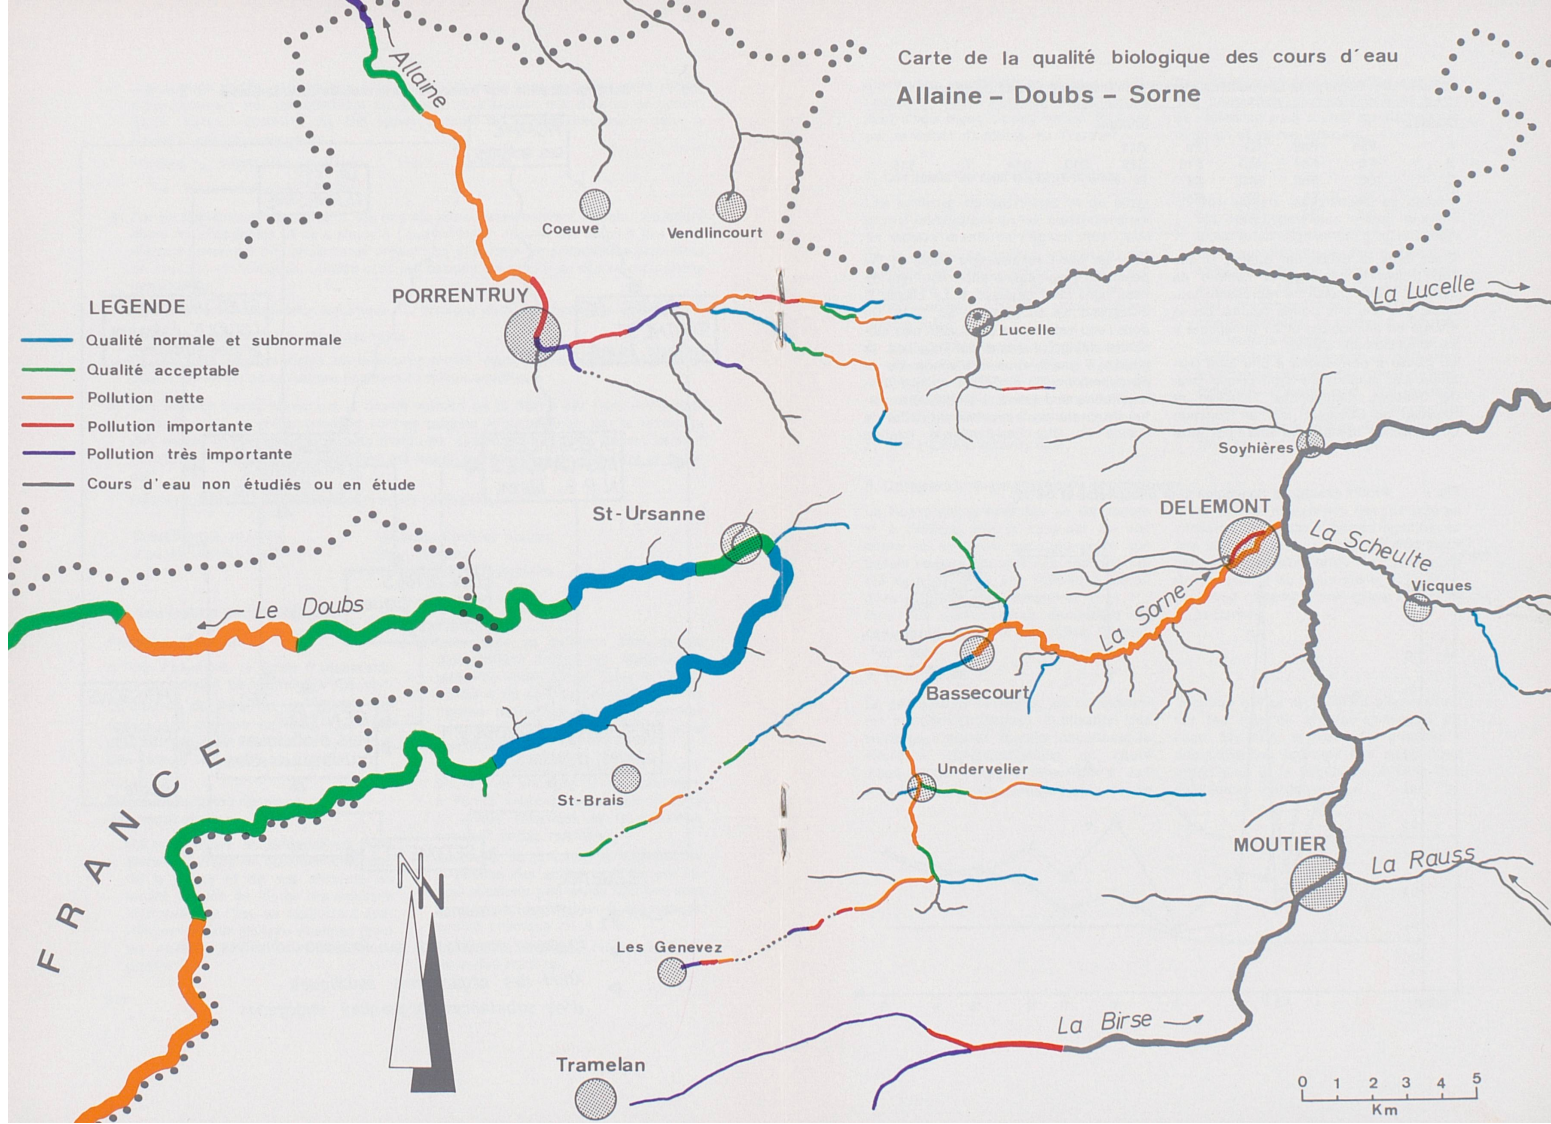 Carte de la qualité biologique des cours d'eau
Allaine – Doubs – Sorne
Allaine
Coeuve
Vendlincourt
PORRENTRUY
LEGENDE
Qualité normale et subnormale
Qualité acceptable
Pollution nette
Pollution importante
Pollution très importante
Cours d'eau non étudiés ou en étude
La Lucelle
Lucelle
Soyhières
St-Ursanne
DELEMONT
La Scheulte
Vicques
Le Doubs
La Sorne
Bassecourt
Undervelier
St-Brais
FRANCE
MOUTIER
La Rauss
N
N
Les Genevez
La Birse
Tramelan
0 1 2 3 4 5
Km